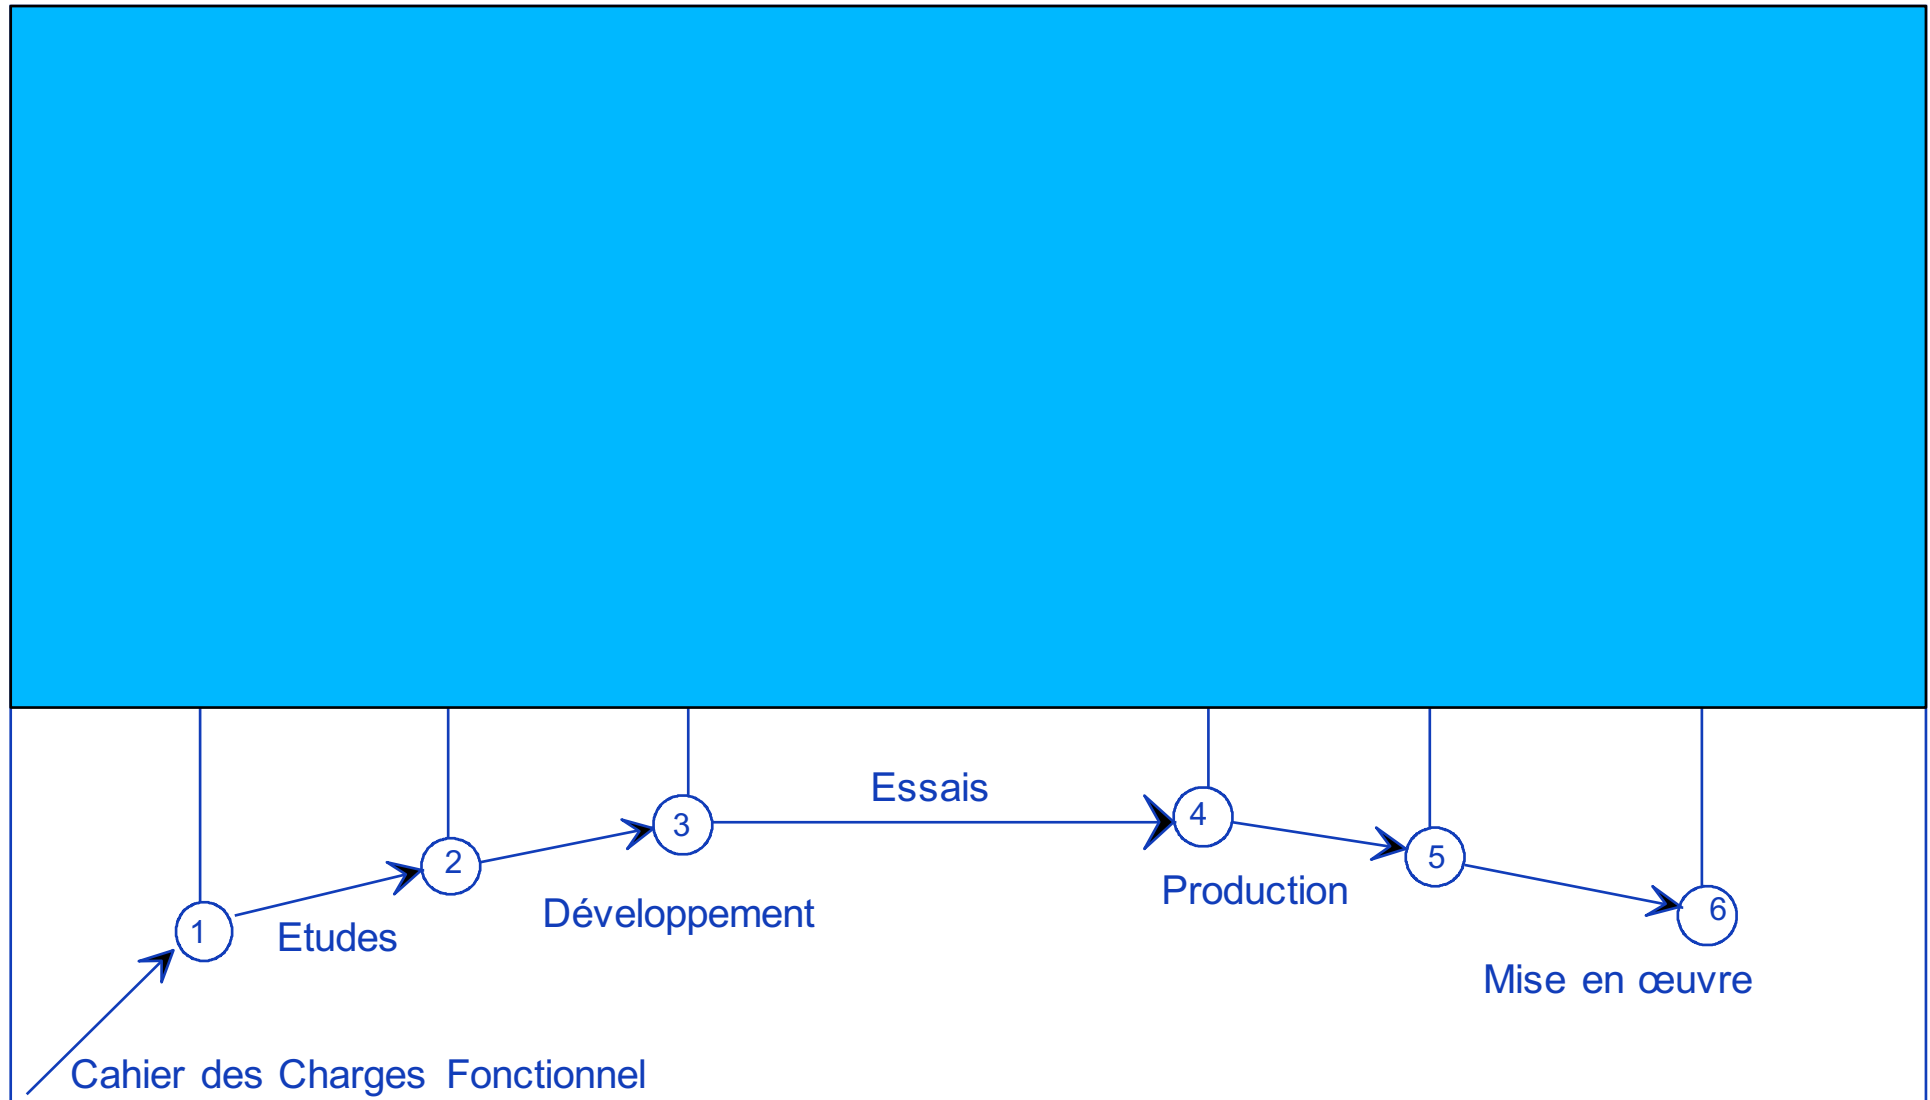 Essais
4
3
5
2
Production
6
Développement
1
Etudes
Mise en œuvre
Cahier des Charges Fonctionnel